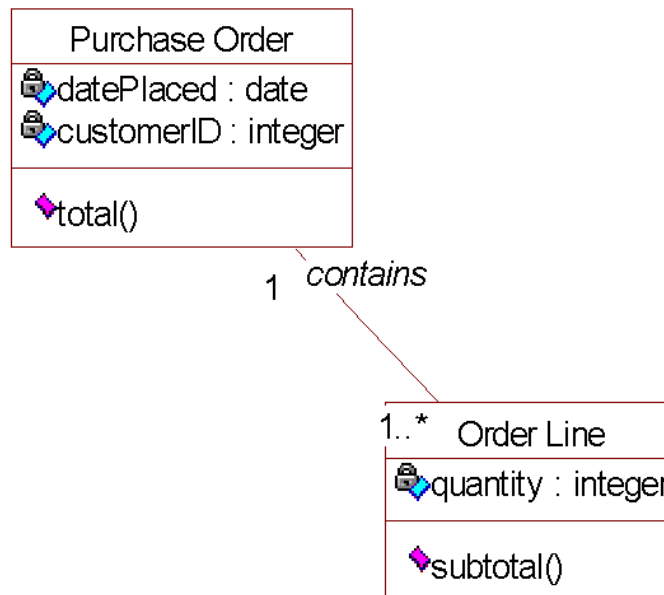 Purchase Order
datePlaced : date
customerID : integer
total()
1 contains
1..* Order Line
quantity : integer
subtotal()